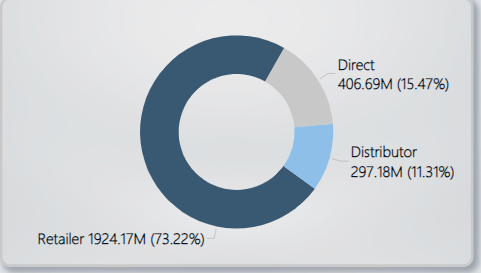 Direct
406.69M (15.47%)
Distributor
297.18M (11.31%)
Retailer 1924.17M (73.22%)